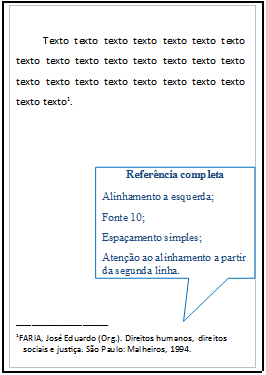 Texto texto texto texto texto texto texto
texto texto texto texto texto texto texto texto
texto texto texto texto texto texto texto texto
texto texto¹.
Referência completa
Alinhamento a esquerda;
Fonte 10;
Espaçamento simples;
Atenção ao alinhamento a partir
da segunda linha.
¹FARIA, José Eduardo (Org.). Direitos humanos, direitos
sociais e justiça. São Paulo: Malheiros, 1994.